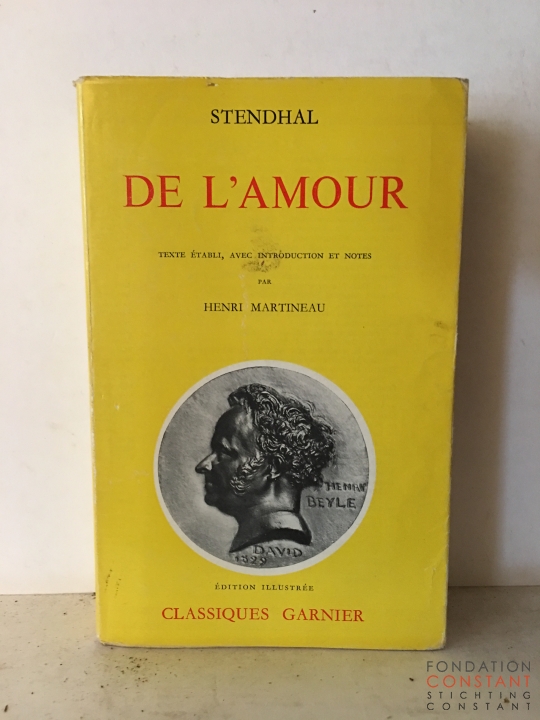 STENDHAL
DE L'AMOUR
TEXTE ÉTABLI, AVEC INTRODUCTION ET NOTES
PAR
HENRI MARTINEAU
HENRY
BEYLE
DAVID
1829
ÉDITION ILLUSTRÉE
CLASSIQUES GARNIER
FONDATION
CONSTANT
STICHTING
CONSTANT